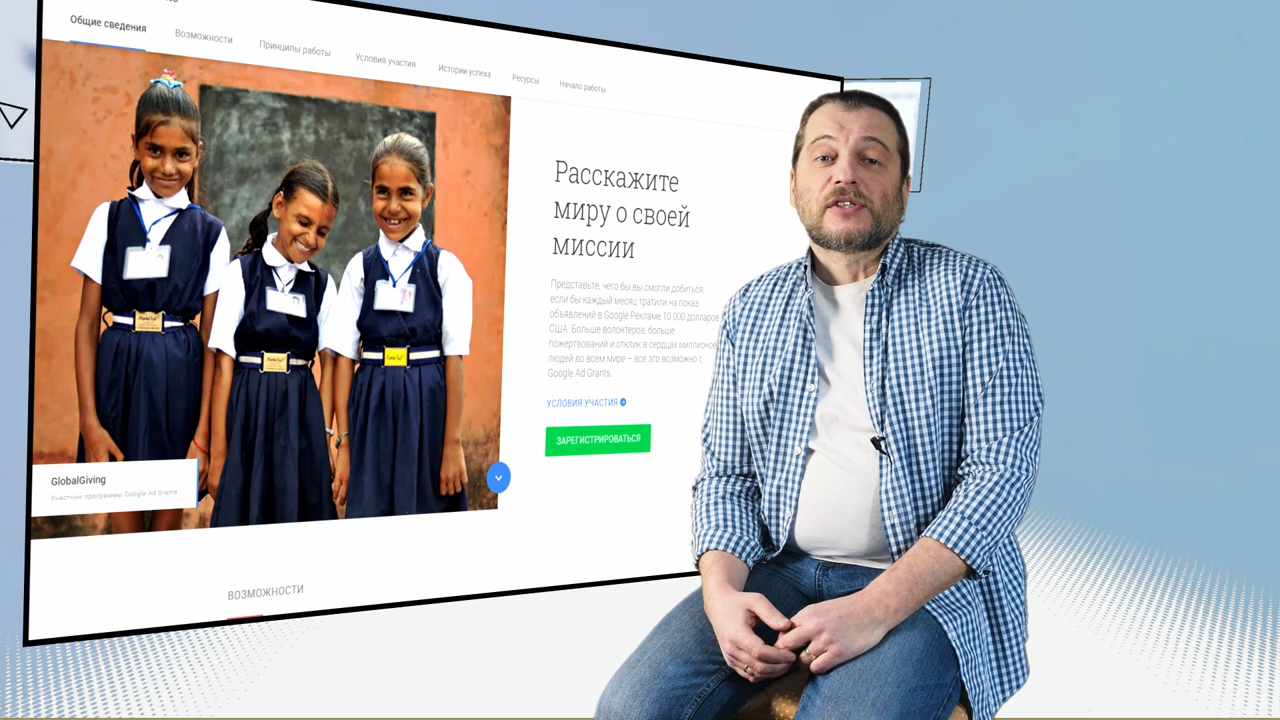 Общие сведения
Возможности
Принципы работы
Условия участия
Истории успеха
Ресурсы
Начало работы
Расскажите
миру о своей
миссии
Представьте, чего бы вы смогли добиться,
если бы каждый месяц тратили на показ
объявлений в Google Рекламе 10 000 долларов
США. Больше волонтеров, больше
пожертвований и отклик в сердцах миллионов
людей во всем мире – все это возможно с
Google Ad Grants.
УСЛОВИЯ УЧАСТИЯ
ЗАРЕГИСТРИРОВАТЬСЯ
GlobalGiving
Участник программы Google Ad Grants
ВОЗМОЖНОСТИ